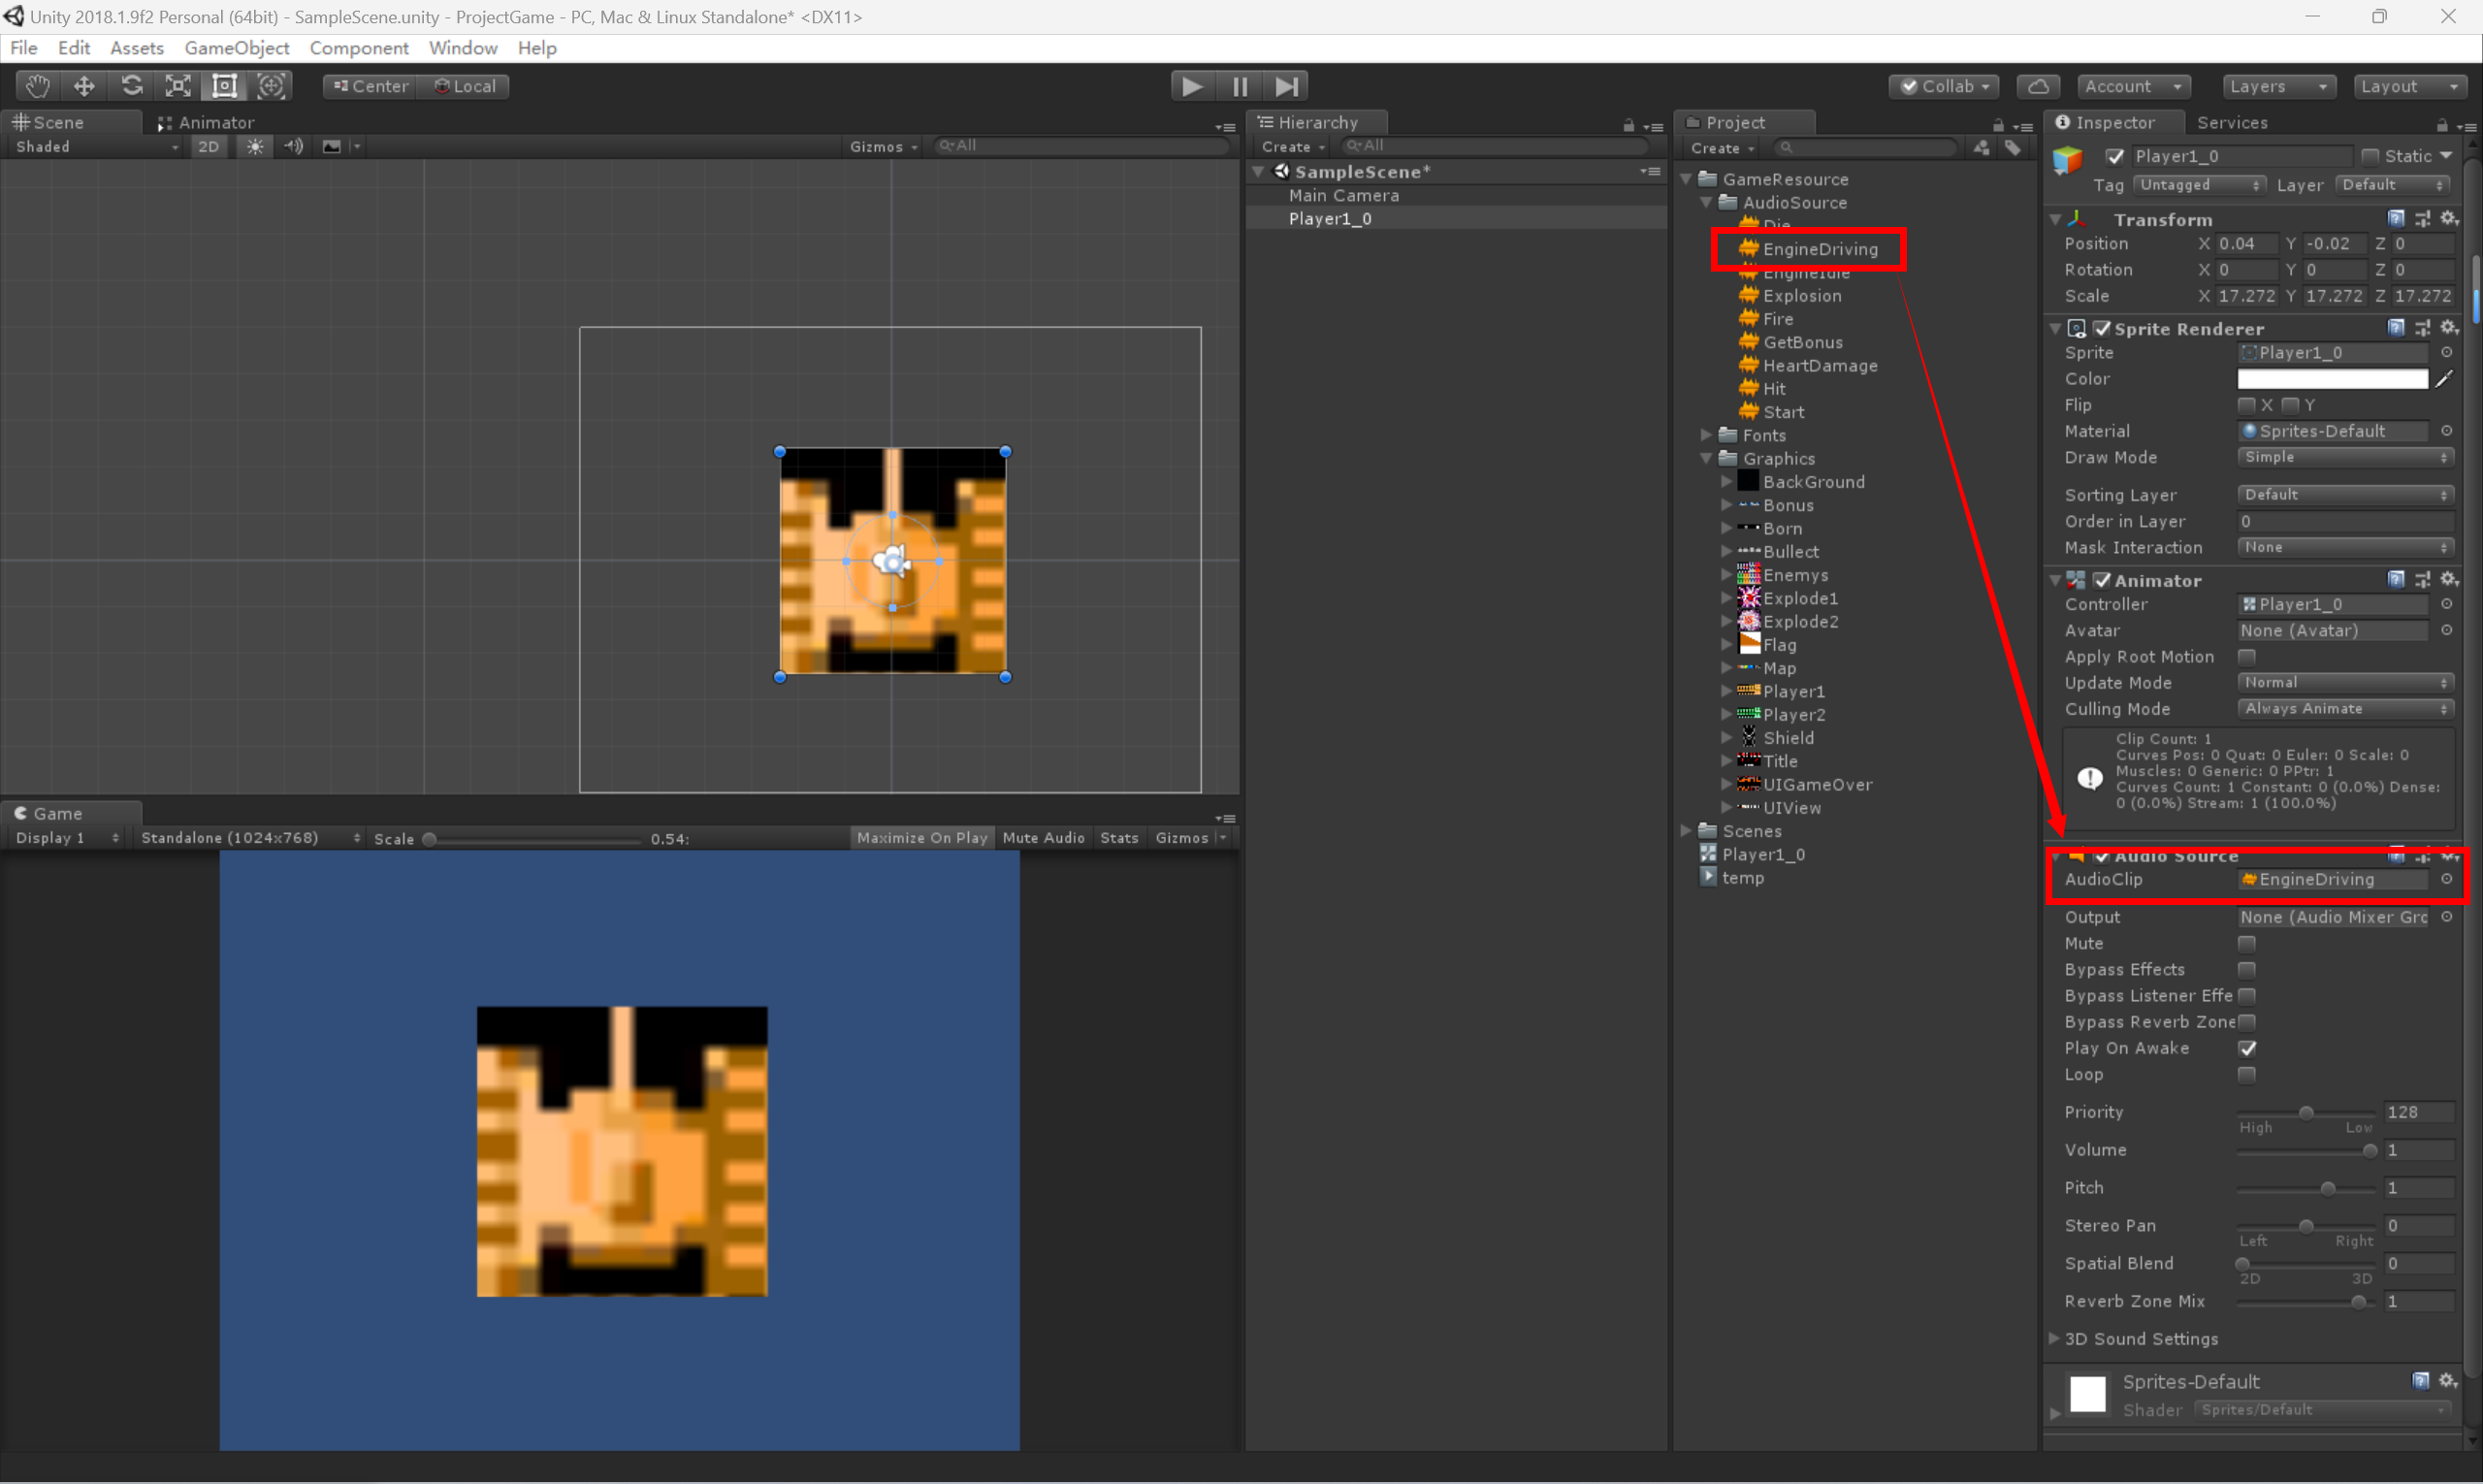 Unity 2018.1.9f2 Personal (64bit) - SampleScene.unity - ProjectGame - PC, Mac & Linux Standalone* <DX11>
File Edit Assets GameObject Component Window Help
Center Local
Collab Account Layers Layout
Scene Animator
Shaded 2D Gizmos All
Hierarchy
Create All
SampleScene*
Main Camera
Player1_0
Project
Create
GameResource
AudioSource
Die
EngineDriving
EngineIdle
Explosion
Fire
GetBonus
HeartDamage
Hit
Start
Fonts
Graphics
BackGround
Bonus
Born
Bullect
Enemys
Explode1
Explode2
Flag
Map
Player1
Player2
Shield
Title
UIGameOver
UIView
Scenes
Player1_0
temp
Inspector Services
Player1_0 Static
Tag Untagged Layer Default
Transform
Position X 0.04 Y -0.02 Z 0
Rotation X 0 Y 0 Z 0
Scale X 17.272 Y 17.272 Z 17.272
Sprite Renderer
Sprite Player1_0
Color
Flip X Y
Material Sprites-Default
Draw Mode Simple
Sorting Layer Default
Order in Layer 0
Mask Interaction None
Animator
Controller Player1_0
Avatar None (Avatar)
Apply Root Motion
Update Mode Normal
Culling Mode Always Animate
Clip Count: 1
Curves Pos: 0 Quat: 0 Euler: 0 Scale: 0
Muscles: 0 Generic: 0 PPtr: 1
Curves Count: 1 Constant: 0 (0.0%) Dense:
0 (0.0%) Stream: 1 (100.0%)
Audio Source
AudioClip EngineDriving
Output None (Audio Mixer Gro
Mute
Bypass Effects
Bypass Listener Effe
Bypass Reverb Zone
Play On Awake
Loop
Priority 128
High Low
Volume 1
Pitch 1
Stereo Pan 0
Left Right
Spatial Blend 0
2D 3D
Reverb Zone Mix 1
3D Sound Settings
Sprites-Default
Shader Sprites/Default
Game
Display 1 Standalone (1024x768) Scale 0.54: Maximize On Play Mute Audio Stats Gizmos